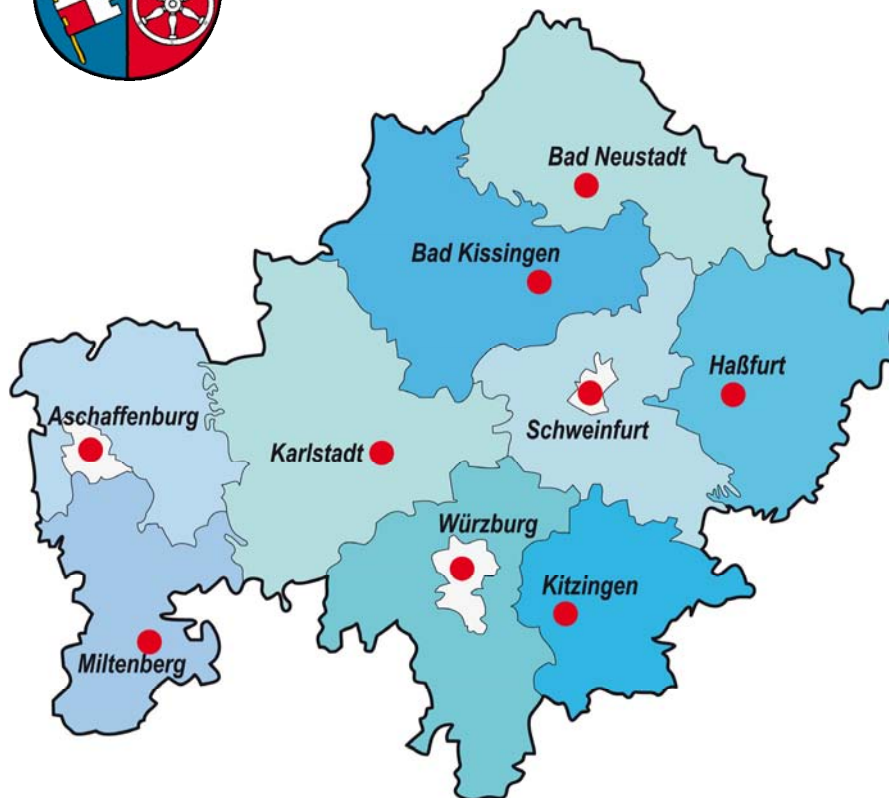 Bad Neustadt
Bad Kissingen
Haßfurt
Aschaffenburg
Schweinfurt
Karlstadt
Würzburg
Kitzingen
Miltenberg